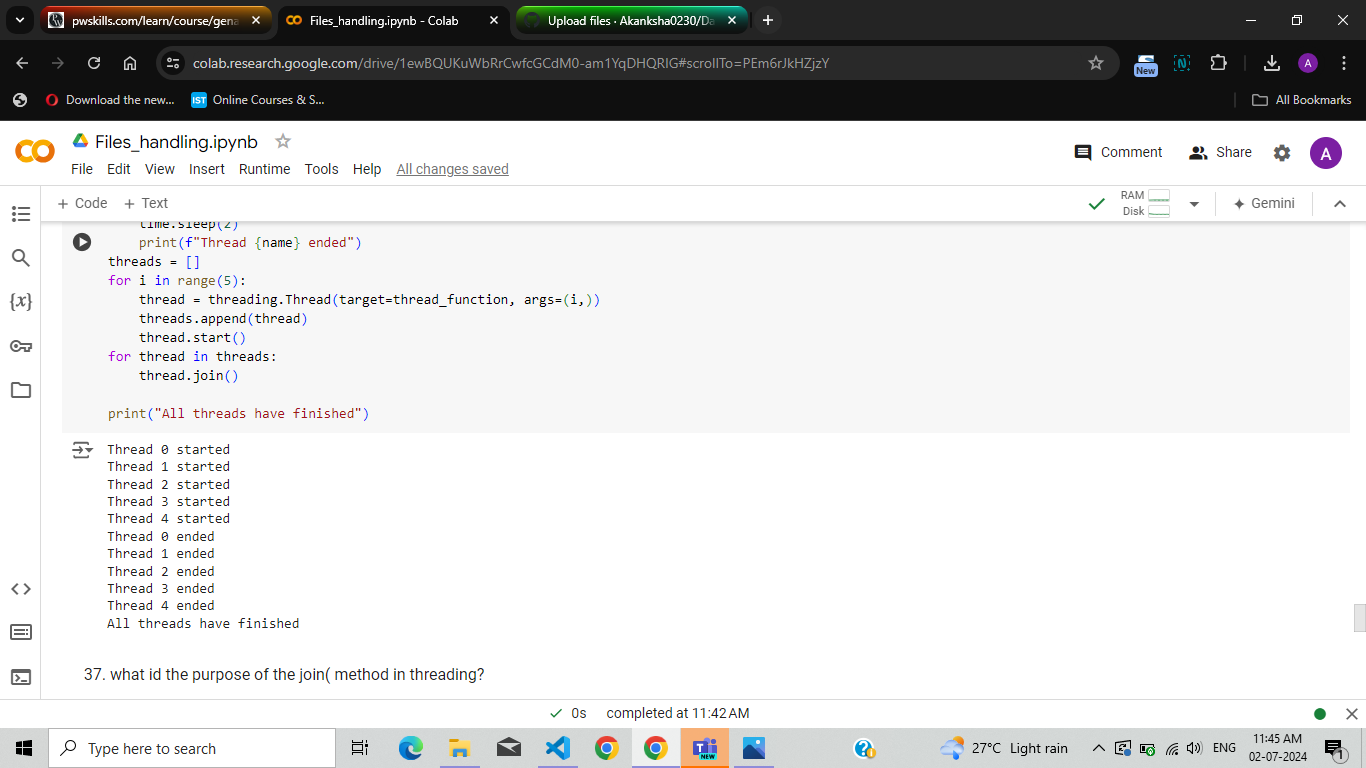 pwskills.com/learn/course/gena
Files_handling.ipynb - Colab
Upload files · Akanksha0230/Da
colab.research.google.com/drive/1ewBQUKuWbRrCwfcGCdM0-am1YqDHQRIG#scrollTo=PEm6rJkHZjzY
New
A
Download the new...
IST
Online Courses & S...
All Bookmarks
Files_handling.ipynb
File Edit View Insert Runtime Tools Help All changes saved
Comment
Share
A
+ Code + Text
RAM
Disk
Gemini
time.sleep(2)
print(f"Thread {name} ended")
threads = []
for i in range(5):
thread = threading.Thread(target=thread_function, args=(i,))
threads.append(thread)
thread.start()
for thread in threads:
thread.join()
print("All threads have finished")
Thread 0 started
Thread 1 started
Thread 2 started
Thread 3 started
Thread 4 started
Thread 0 ended
Thread 1 ended
Thread 2 ended
Thread 3 ended
Thread 4 ended
All threads have finished
37. what id the purpose of the join( method in threading?
0s completed at 11:42 AM
Type here to search
NEW
27°C Light rain
ENG
11:45 AM
02-07-2024
1